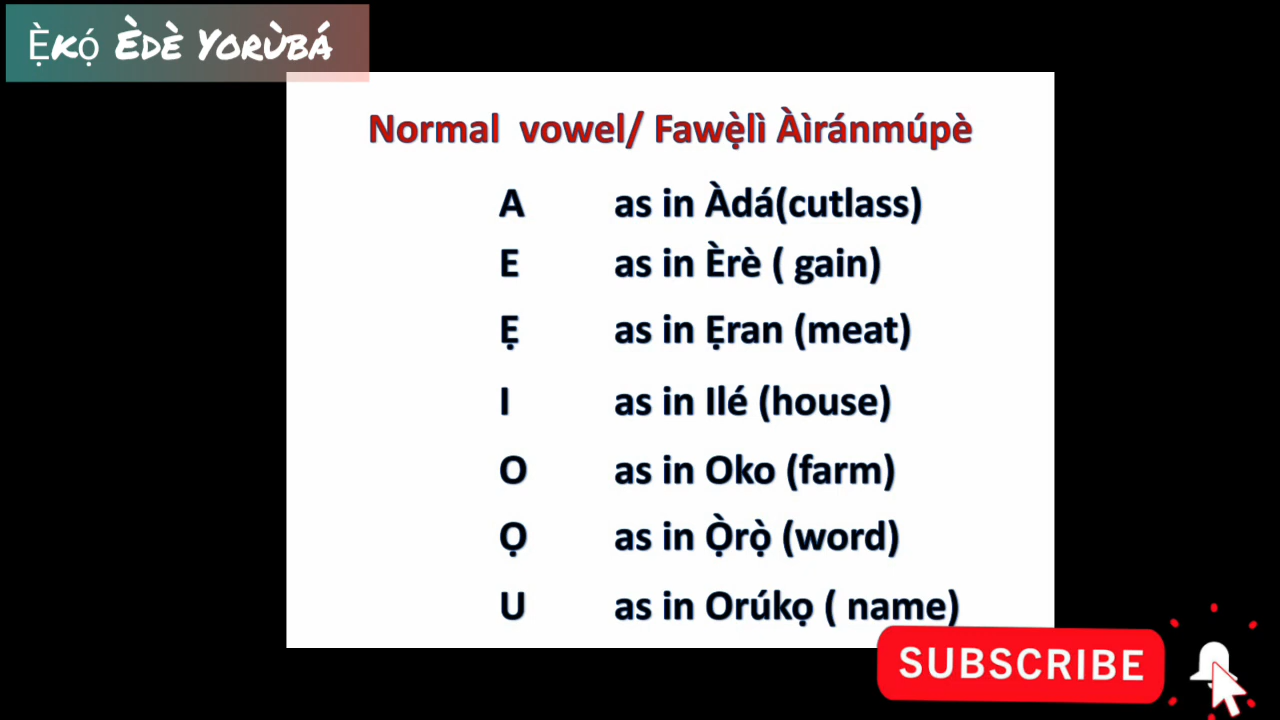 Ẹ̀kọ́ Èdè Yorùbá
Normal vowel/ Fawẹ̀lì Àìránmúpè
A as in Àdá(cutlass)
E as in Èrè ( gain)
Ẹ as in Ẹran (meat)
I as in Ilé (house)
O as in Oko (farm)
Ọ as in Ọ̀rọ̀ (word)
U as in Orúkọ ( name)
SUBSCRIBE